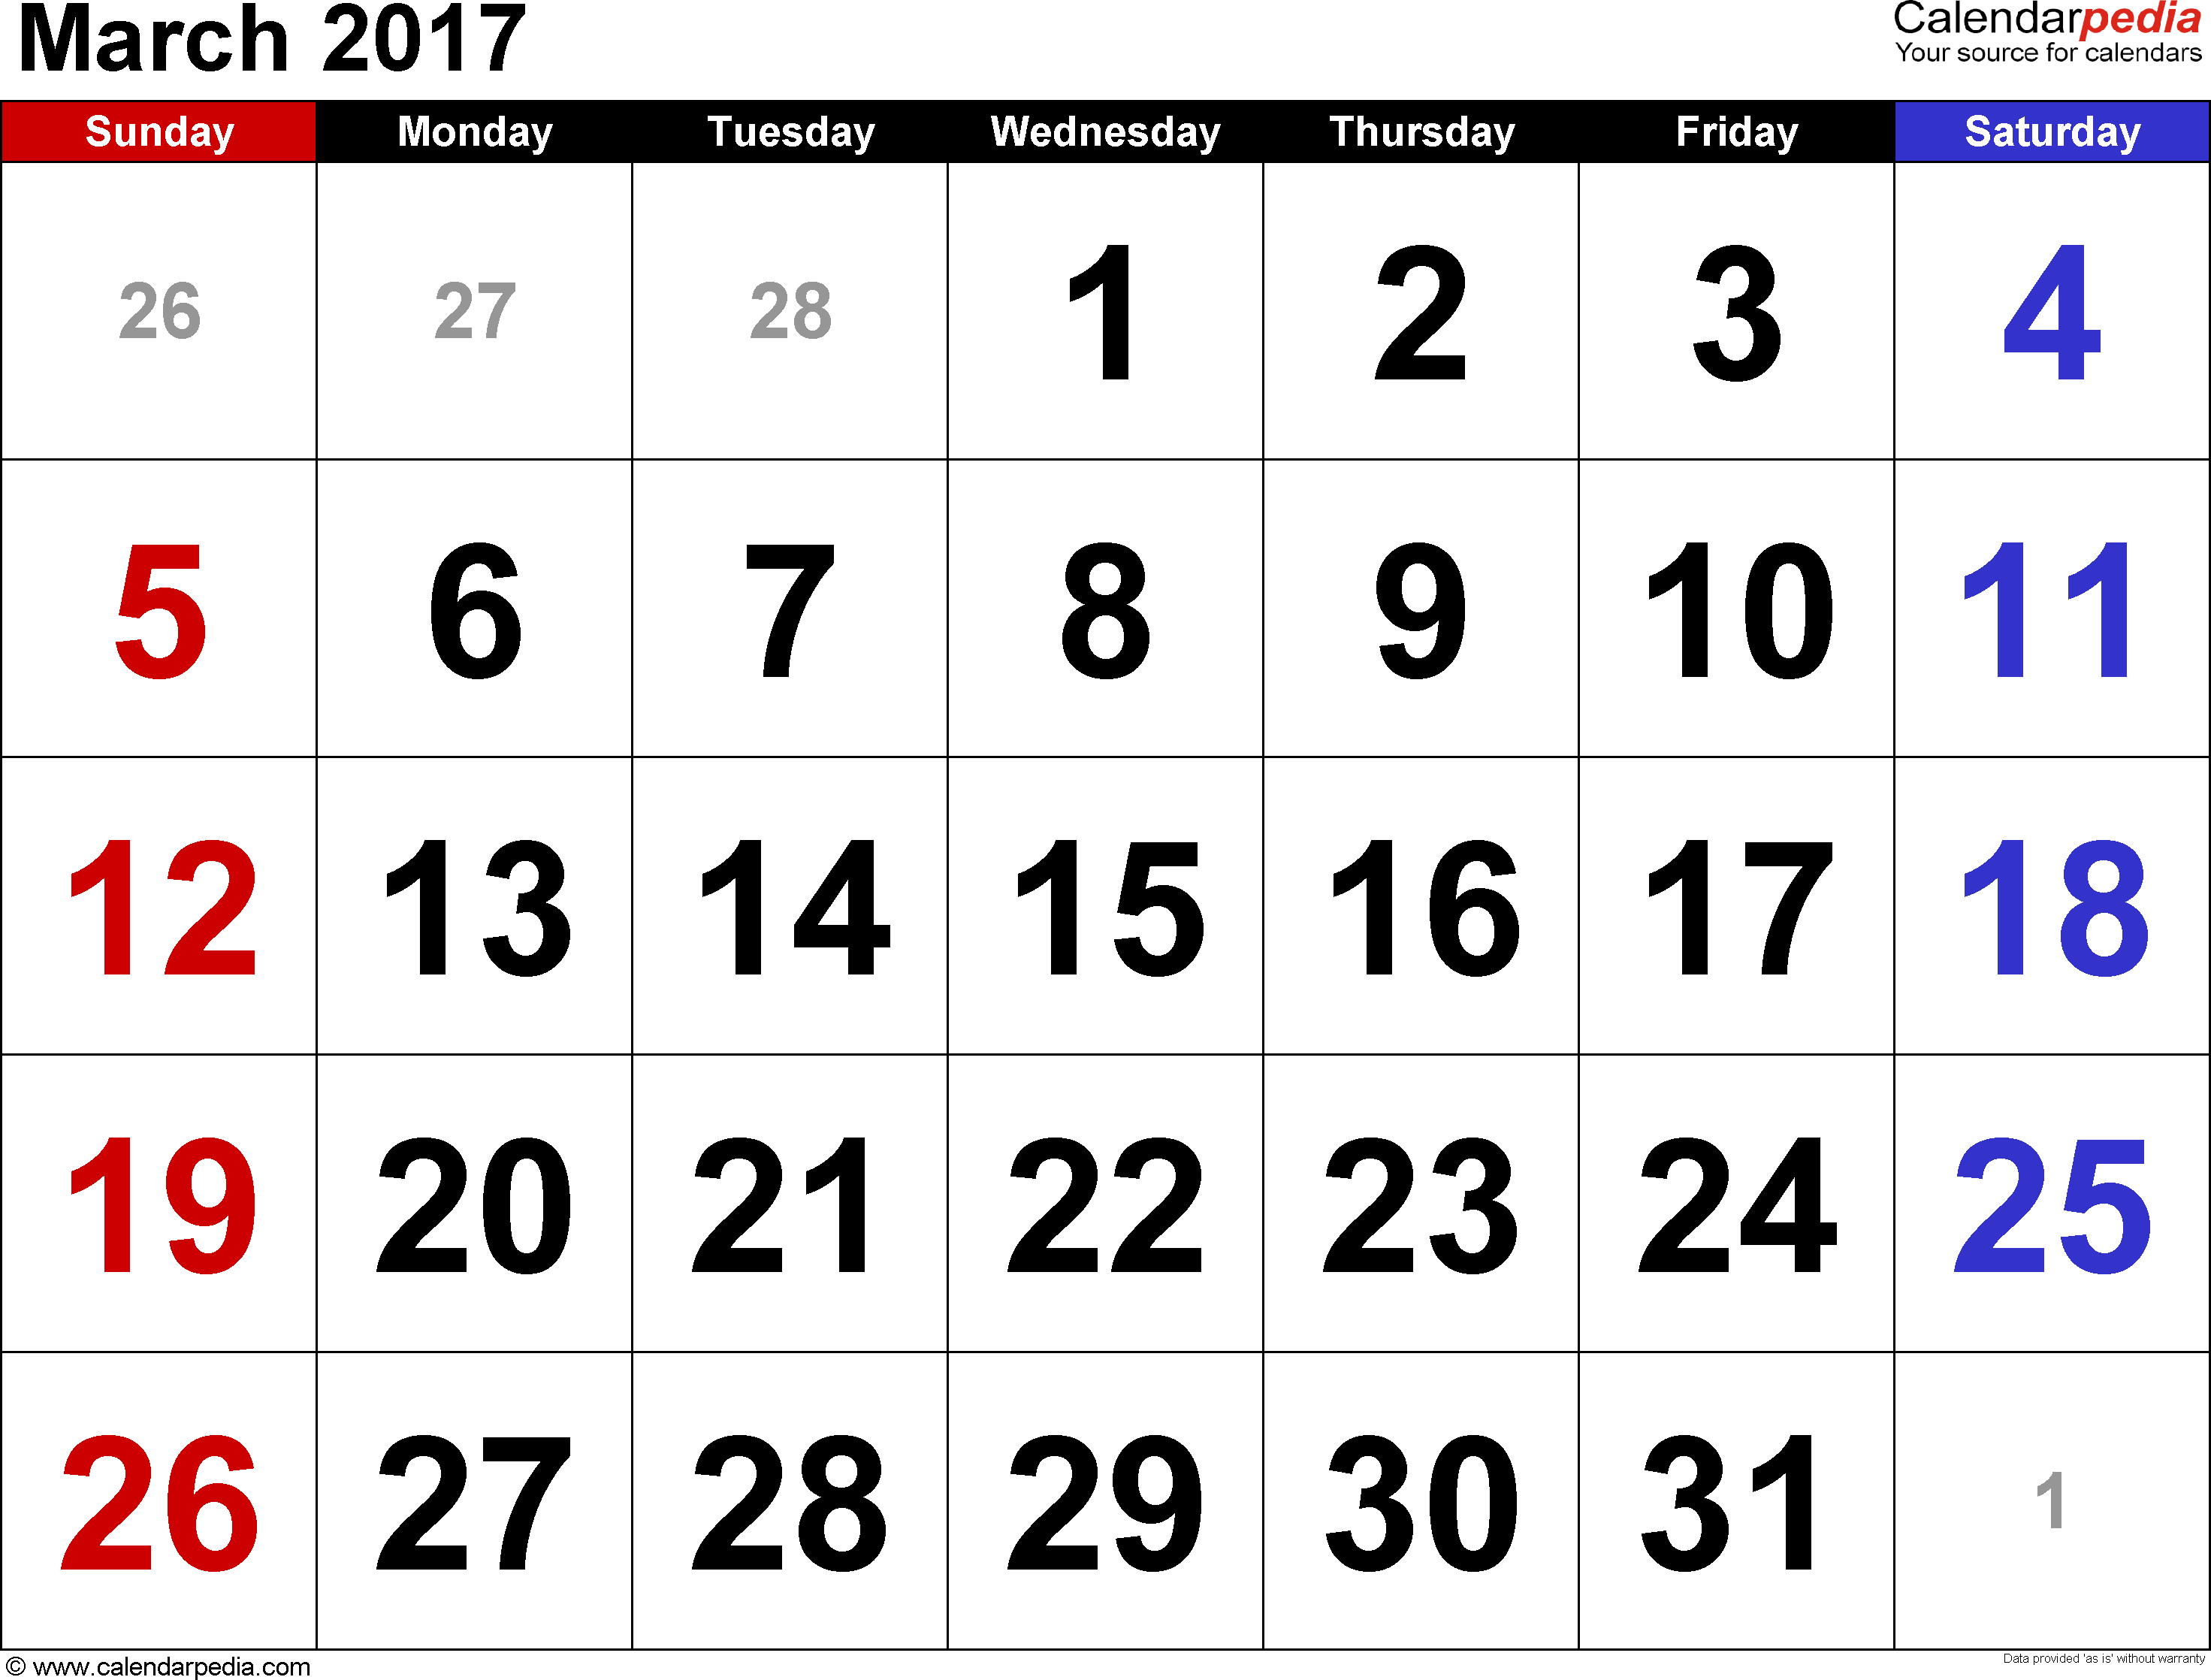 March 2017
Calendarpedia
Your source for calendars
Sunday Monday Tuesday Wednesday Thursday Friday Saturday
26 27 28 1 2 3 4
5 6 7 8 9 10 11
12 13 14 15 16 17 18
19 20 21 22 23 24 25
26 27 28 29 30 31 1
© www.calendarpedia.com
Data provided 'as is' without warranty